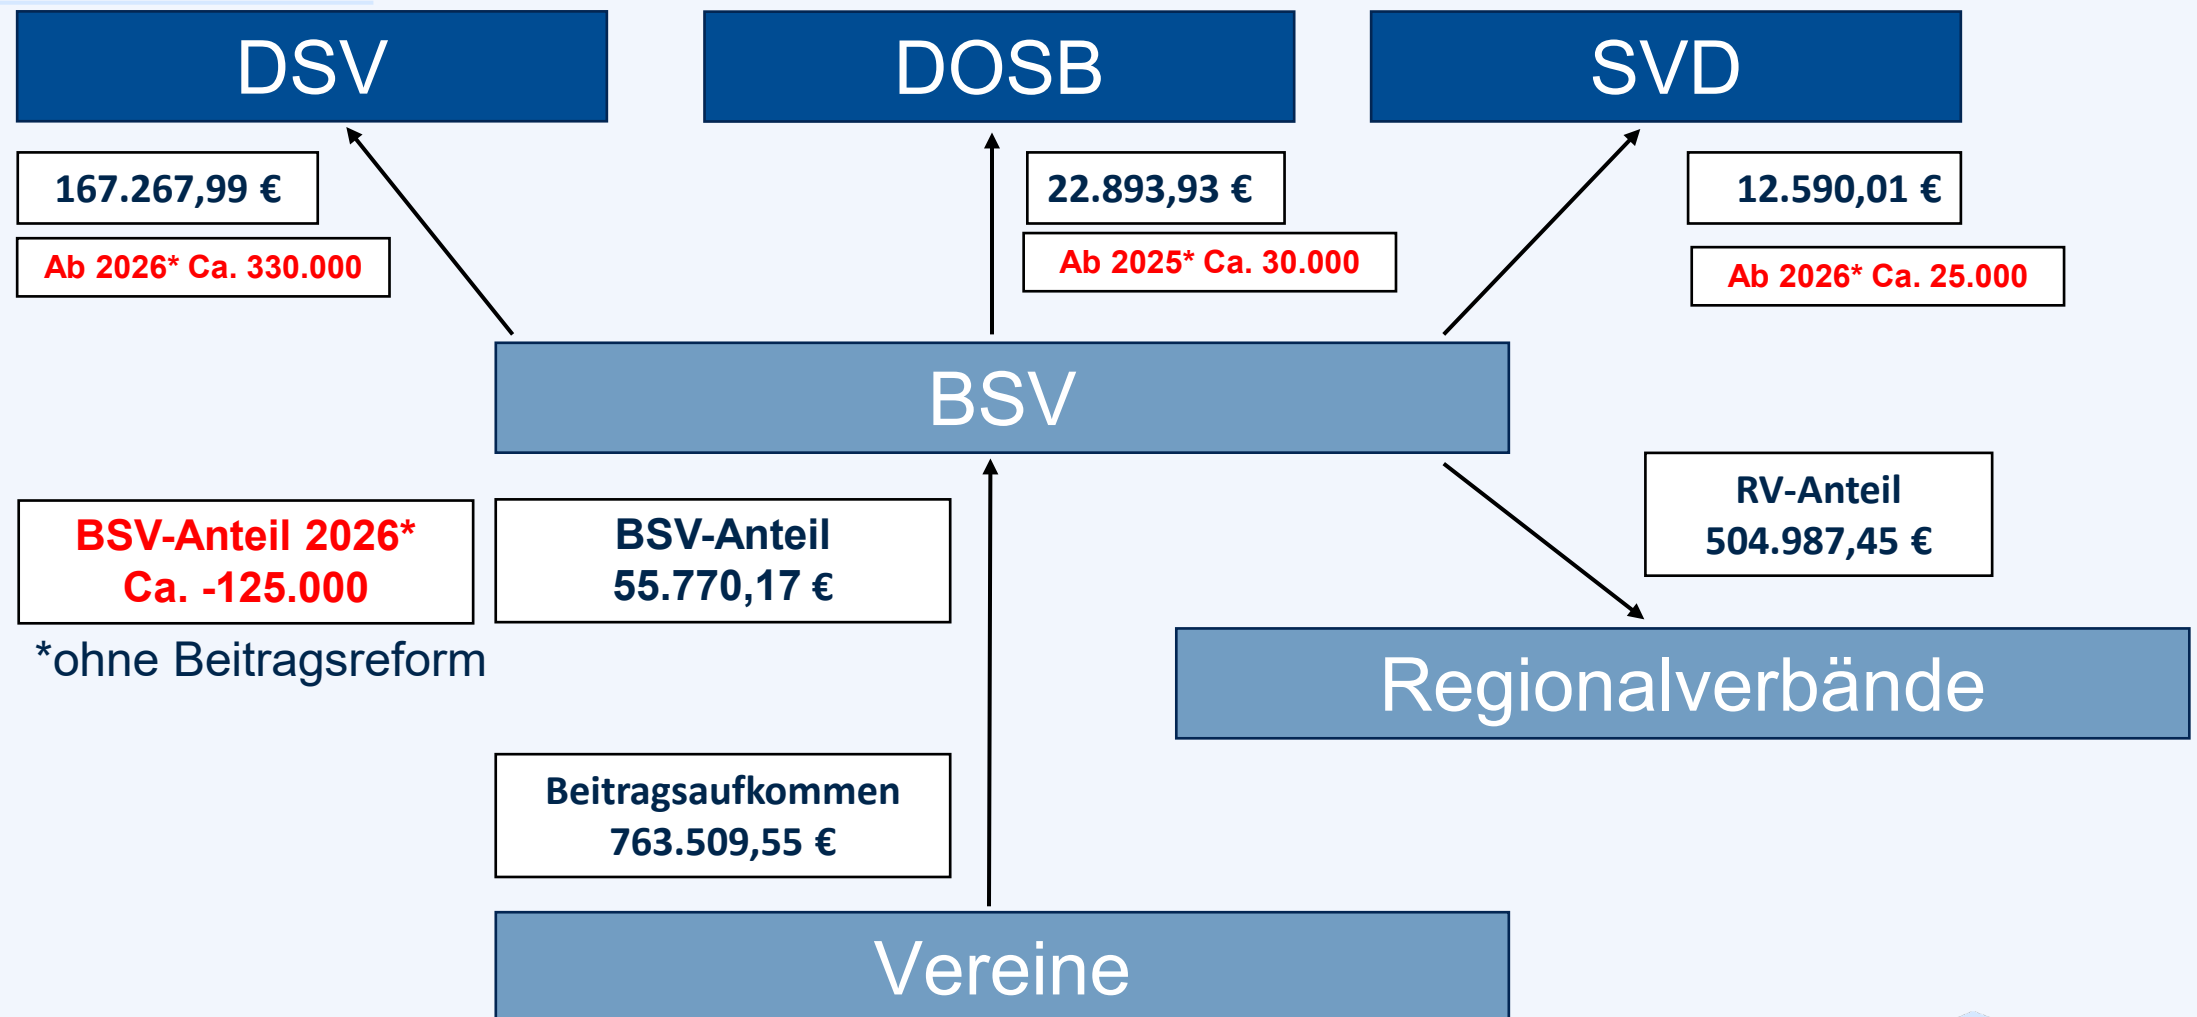 DSV
DOSB
SVD
167.267,99 €
22.893,93 €
12.590,01 €
Ab 2026* Ca. 330.000
Ab 2025* Ca. 30.000
Ab 2026* Ca. 25.000
BSV
BSV-Anteil 2026*
Ca. -125.000
BSV-Anteil
55.770,17 €
RV-Anteil
504.987,45 €
*ohne Beitragsreform
Regionalverbände
Beitragsaufkommen
763.509,55 €
Vereine